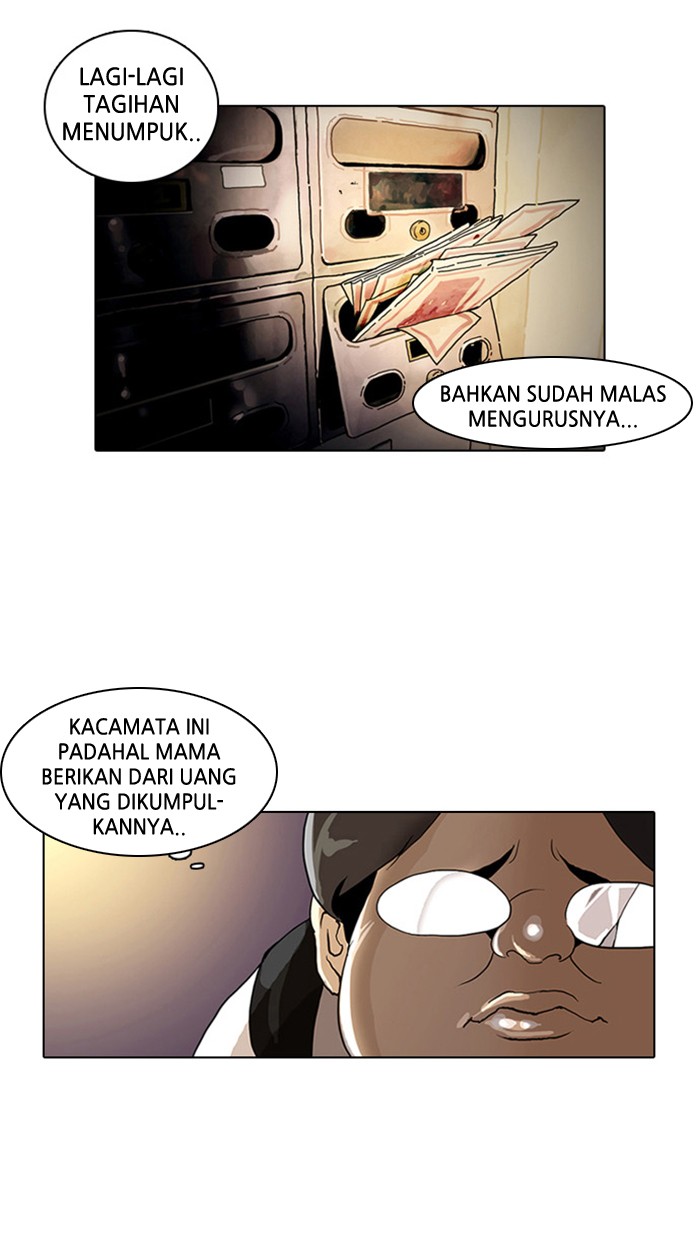 LAGI-LAGI
TAGIHAN
MENUMPUK..
BAHKAN SUDAH MALAS
MENGURUSNYA...
KACAMATA INI
PADAHAL MAMA
BERIKAN DARI UANG
YANG DIKUMPUL-
KANNYA..